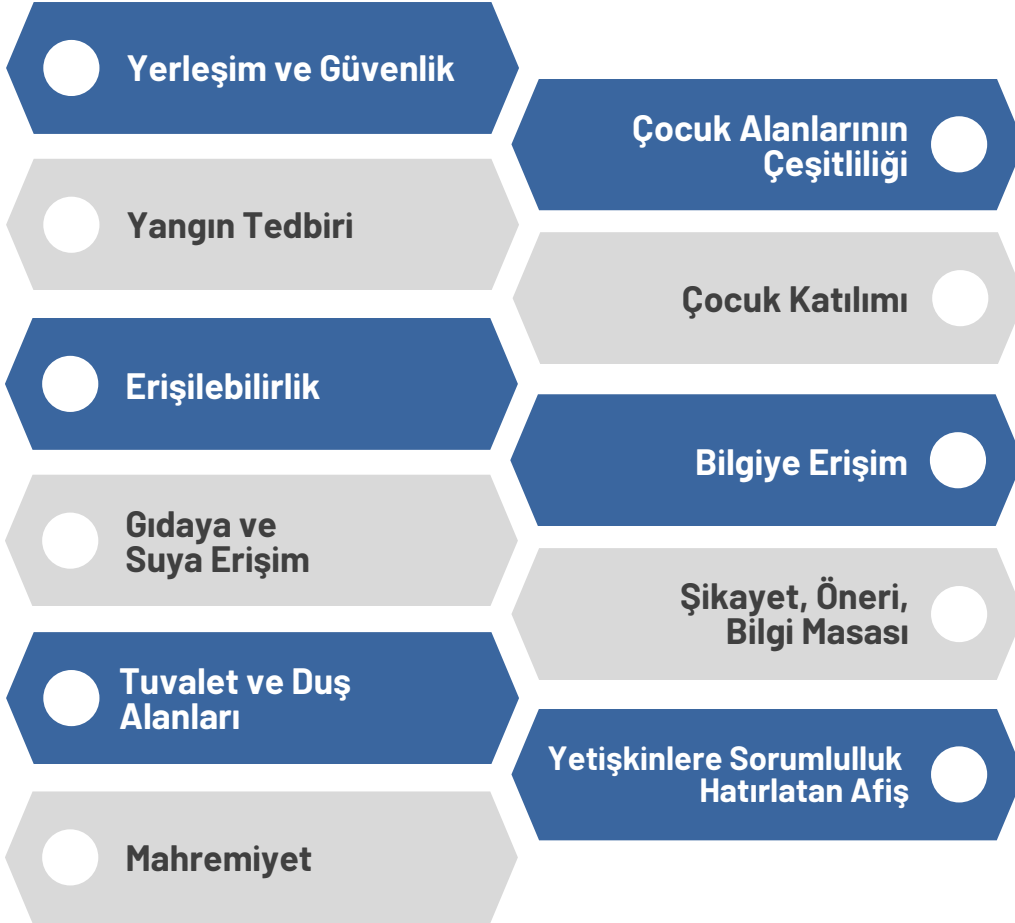 Yerleşim ve Güvenlik
Yangın Tedbiri
Erişilebilirlik
Gıdaya ve
Suya Erişim
Tuvalet ve Duş
Alanları
Mahremiyet
Çocuk Alanlarının
Çeşitliliği
Çocuk Katılımı
Bilgiye Erişim
Şikayet, Öneri,
Bilgi Masası
Yetişkinlere Sorumlulluk
Hatırlatan Afiş